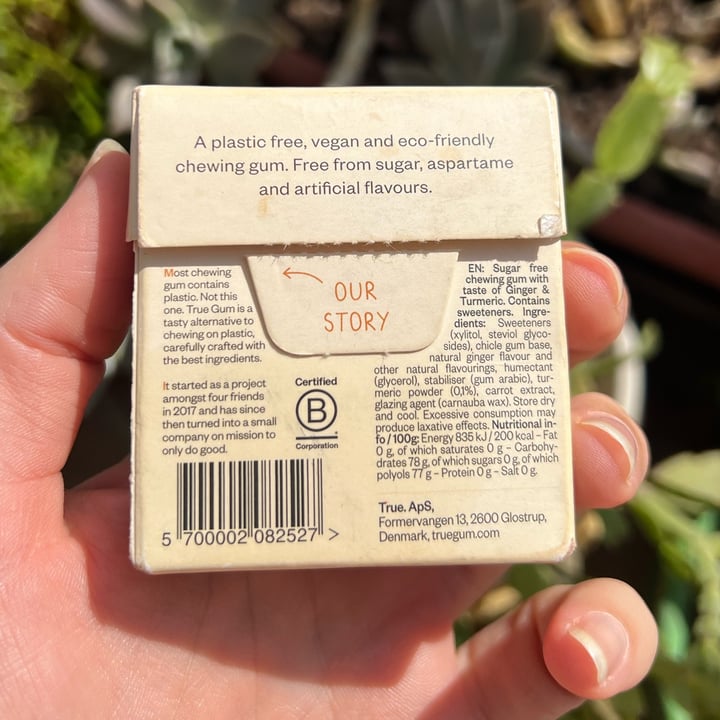 A plastic free, vegan and eco-friendly
chewing gum. Free from sugar, aspartame
and artificial flavours.
Most chewing
gum contains
plastic. Not this
one. True Gum is a
tasty alternative to
chewing on plastic,
carefully crafted with
the best ingredients.
It started as a project
amongst four friends
in 2017 and has since
then turned into a small
company on mission to
only do good.
OUR
STORY
Certified
B
Corporation
EN: Sugar free
chewing gum with
taste of Ginger &
Turmeric. Contains
sweeteners. Ingre-
dients: Sweeteners
(xylitol, steviol glyco-
sides), chicle gum base,
natural ginger flavour and
other natural flavourings, humectant
(glycerol), stabiliser (gum arabic), tur-
meric powder (0,1%), carrot extract,
glazing agent (carnauba wax). Store dry
and cool. Excessive consumption may
produce laxative effects. Nutritional in-
fo/100g: Energy 835 kJ / 200 kcal – Fat
0 g, of which saturates 0 g – Carbohy-
drates 78 g, of which sugars 0 g, of which
polyols 77 g – Protein 0 g – Salt 0 g.
True. ApS,
Formervangen 13, 2600 Glostrup,
Denmark, truegum.com
5 700002 082527 >